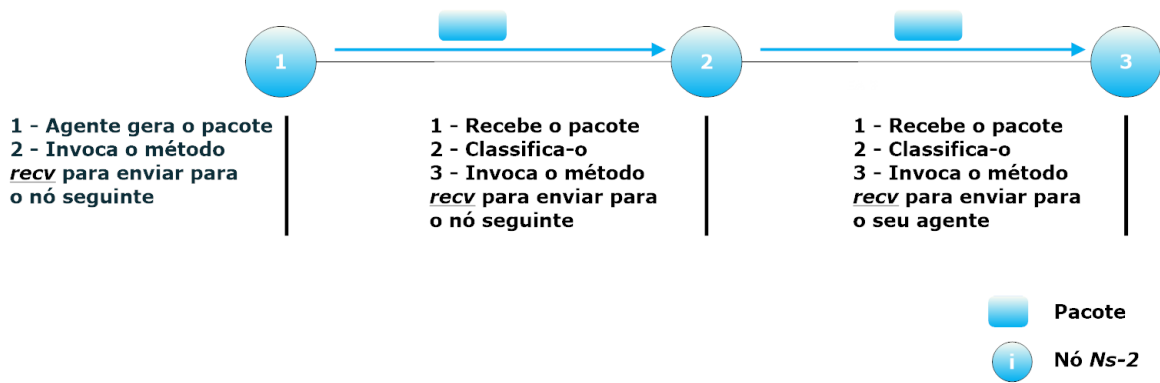 1
2
3
1 - Agente gera o pacote
2 - Invoca o método
recv para enviar para
o nó seguinte
1 - Recebe o pacote
2 - Classifica-o
3 - Invoca o método
recv para enviar para
o nó seguinte
1 - Recebe o pacote
2 - Classifica-o
3 - Invoca o método
recv para enviar para
o seu agente
Pacote
i
Nó Ns-2